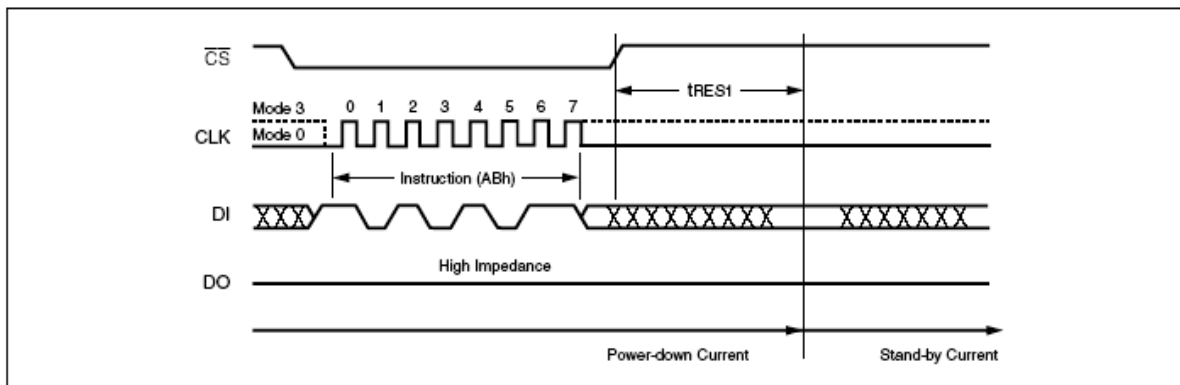 CS
tRES1
Mode 3 0 1 2 3 4 5 6 7
CLK
Mode 0
Instruction (ABh)
DI
High Impedance
DO
Power-down Current Stand-by Current